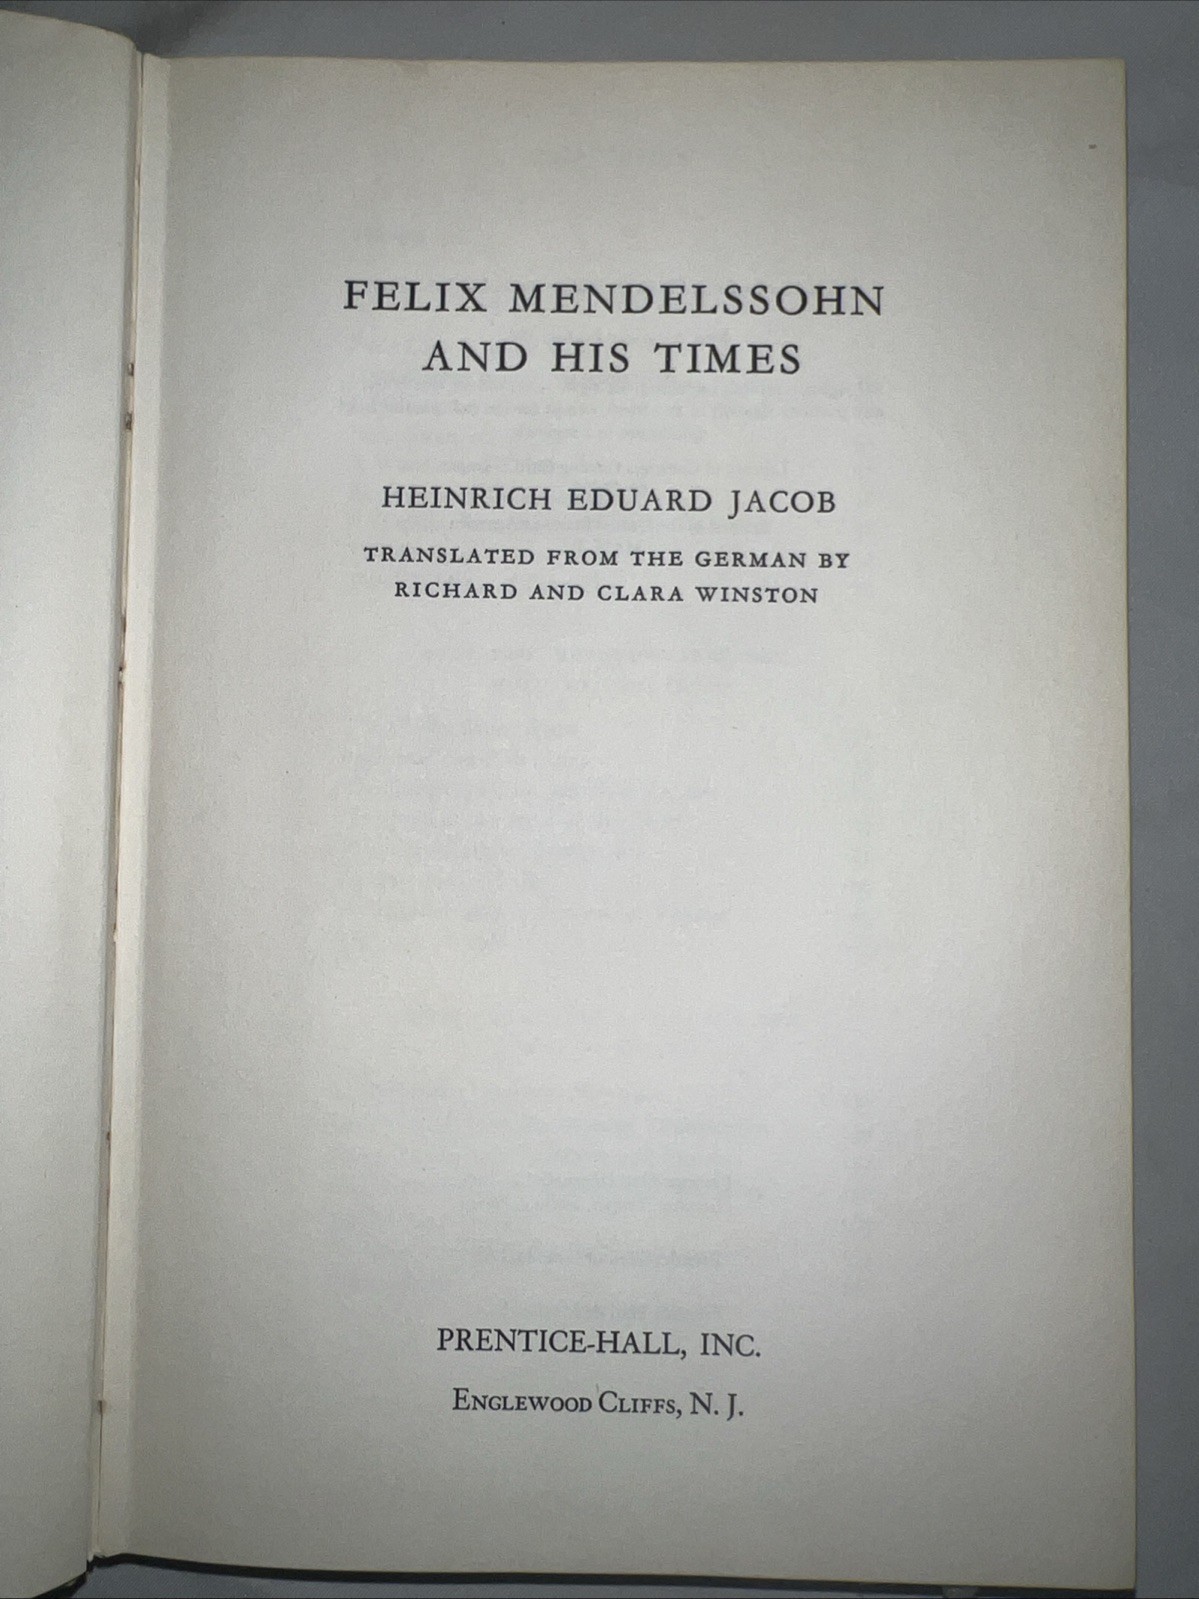 FELIX MENDELSSOHN
AND HIS TIMES
HEINRICH EDUARD JACOB
TRANSLATED FROM THE GERMAN BY
RICHARD AND CLARA WINSTON
PRENTICE-HALL, INC.
ENGLEWOOD CLIFFS, N. J.